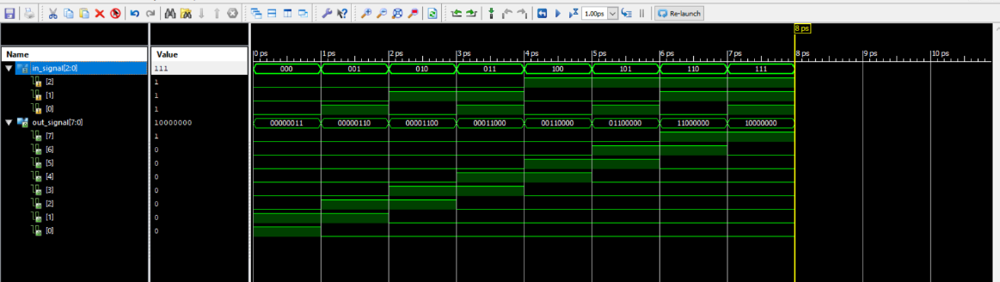 1.00ps Re-launch
8 ps
Name Value 0 ps 1 ps 2 ps 3 ps 4 ps 5 ps 6 ps 7 ps 8 ps 9 ps 10 ps
in_signal[2:0] 111 000 001 010 011 100 101 110 111
[2] 1
[1] 1
[0] 1
out_signal[7:0] 10000000 00000011 00000110 00001100 00011000 00110000 01100000 11000000 10000000
[7] 1
[6] 0
[5] 0
[4] 0
[3] 0
[2] 0
[1] 0
[0] 0